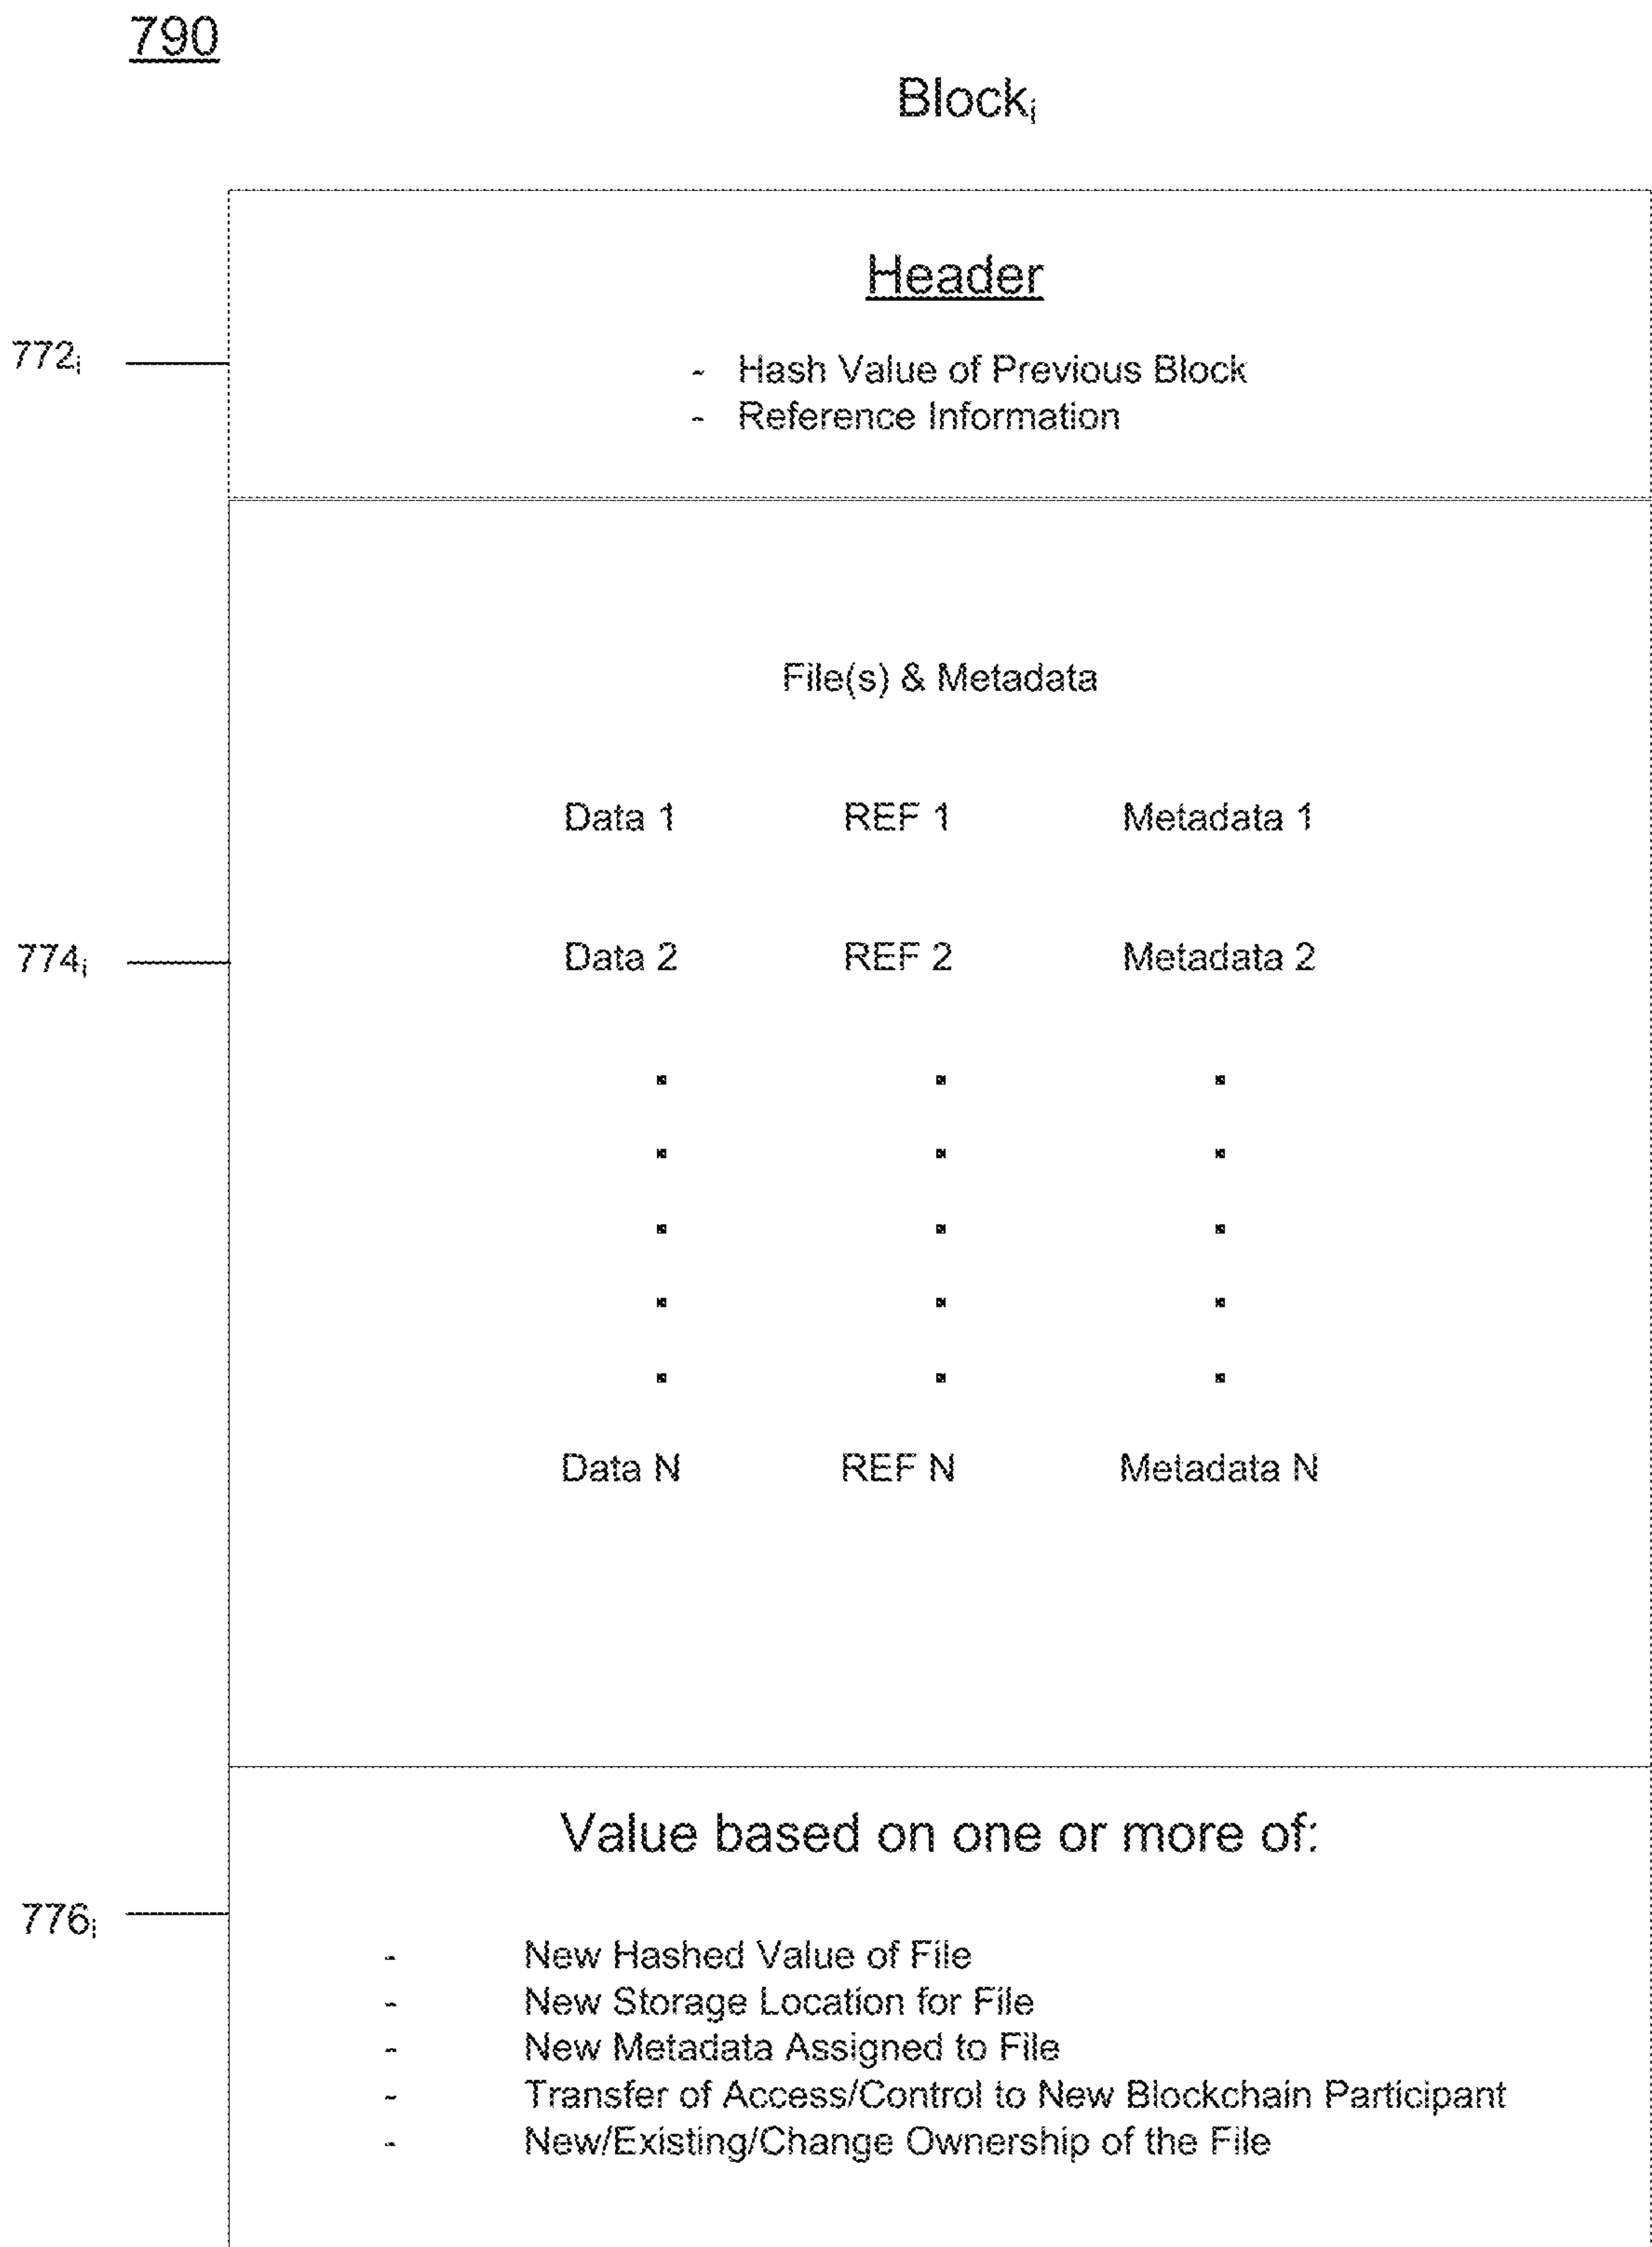 790
Blockᵢ
Header
772ᵢ
- Hash Value of Previous Block
- Reference Information
File(s) & Metadata
Data 1 REF 1 Metadata 1
774ᵢ
Data 2 REF 2 Metadata 2
Data N REF N Metadata N
Value based on one or more of:
776ᵢ
- New Hashed Value of File
- New Storage Location for File
- New Metadata Assigned to File
- Transfer of Access/Control to New Blockchain Participant
- New/Existing/Change Ownership of the File